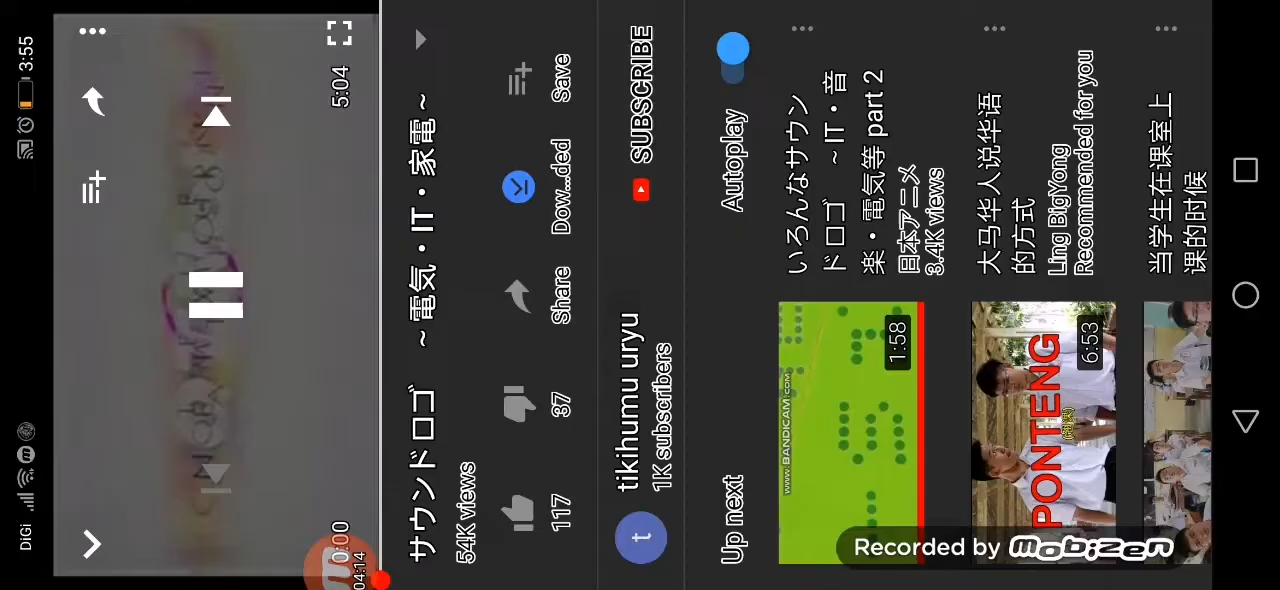 DiGi
3:55
5:04
0:00
04:14
サウンドロゴ　～電気・IT・家電～
54K views
117
37
Share
Dow...ded
Save
t
tikihumu uryu
1K subscribers
SUBSCRIBE
Up next
Autoplay
www.BANDICAM.COM
1:58
いろんなサウン
ドロゴ　～IT・音
楽・電気等 part 2
日本アニメ
3.4K views
PONTENG
6:53
大马华人说华语
的方式
Ling BigYong
Recommended for you
当学生在课室上
课的时候
Recorded by mobizen